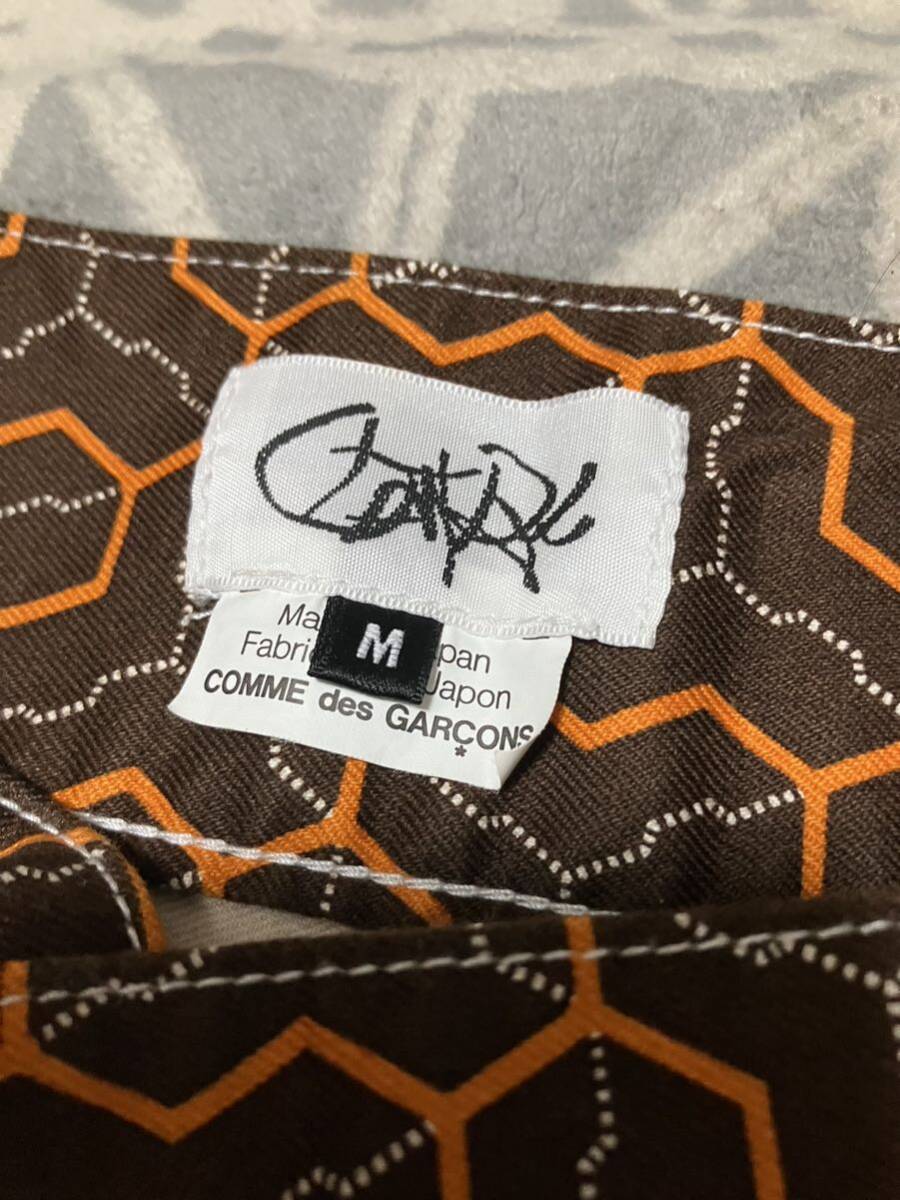 M
Ma pan
Fabri Japon
COMME des GARÇONS
*